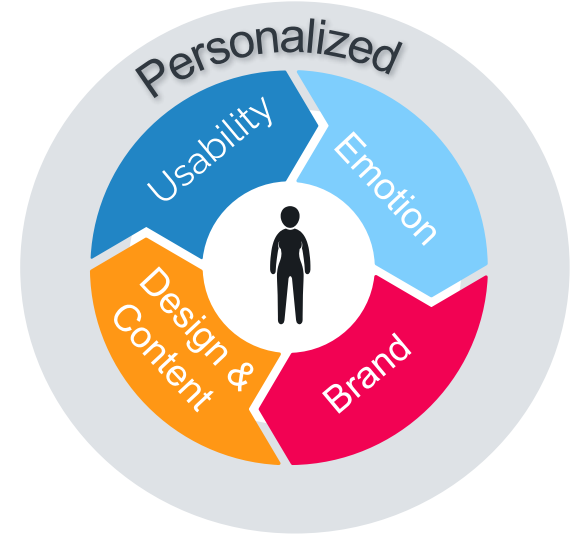 Personalized
Usability
Emotion
Design &
Content
Brand